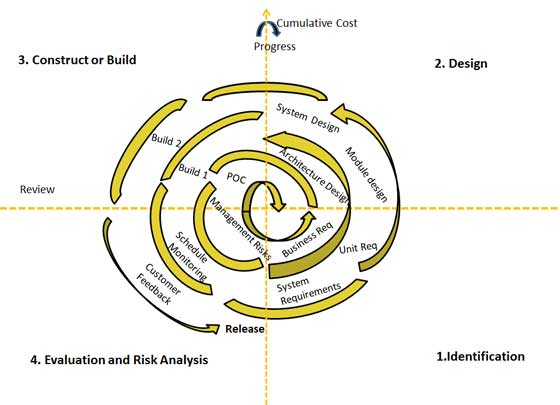 Cumulative Cost
Progress
3. Construct or Build
2. Design
System Design
Build 2
Architecture Design
Module design
Build 1
POC
Review
Management Risks
Business Req
Unit Req
Schedule
Monitoring
System
Requirements
Customer
Feedback
Release
4. Evaluation and Risk Analysis
1.Identification